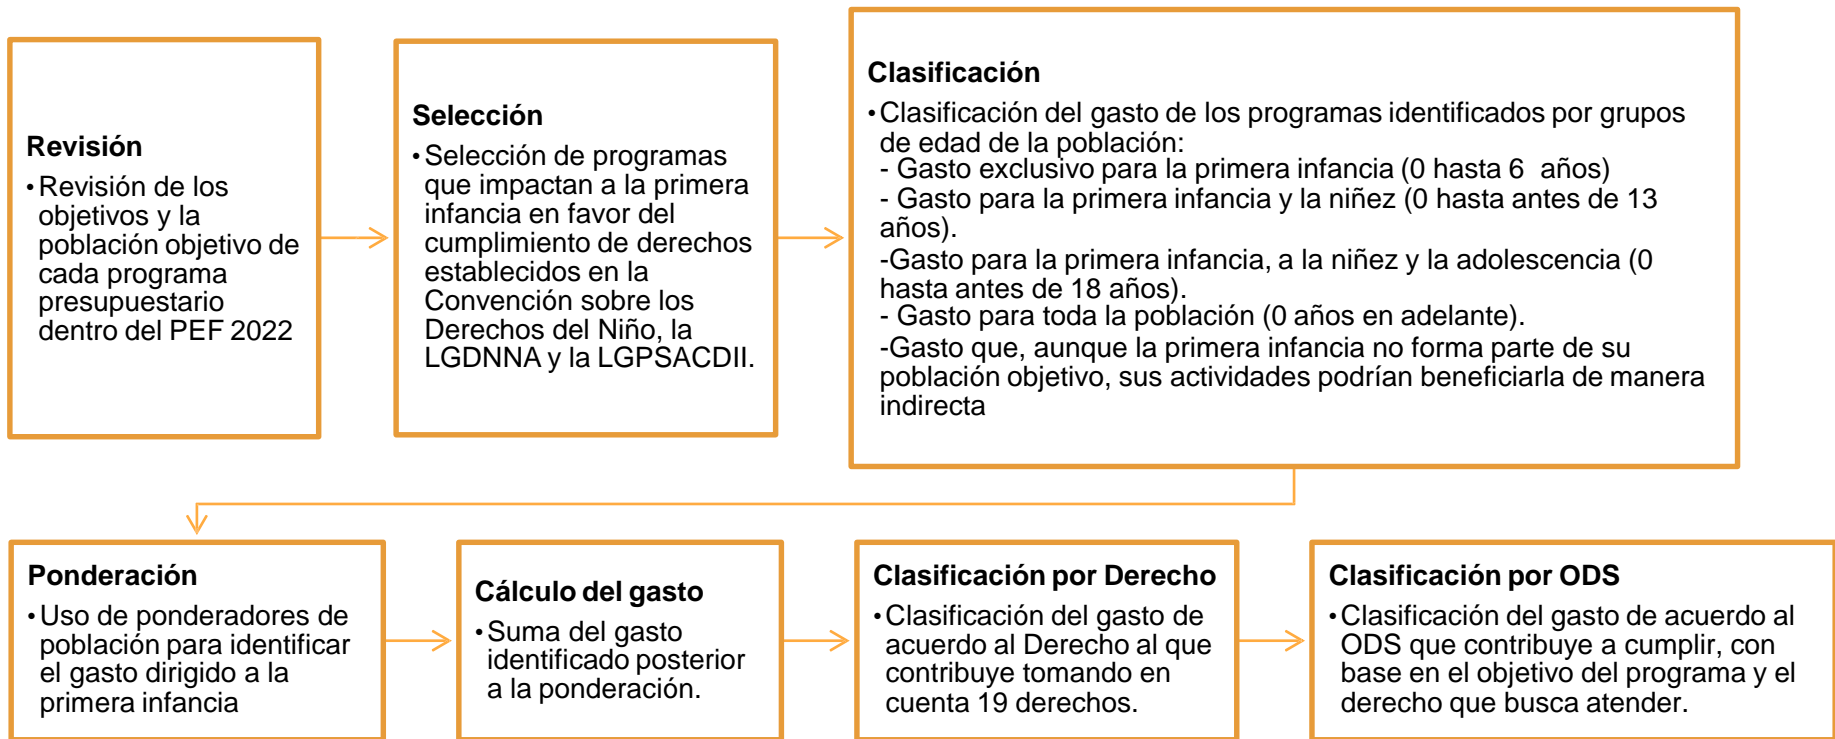 Revisión
• Revisión de los
objetivos y la
población objetivo de
cada programa
presupuestario
dentro del PEF 2022
Selección
• Selección de programas
que impactan a la primera
infancia en favor del
cumplimiento de derechos
establecidos en la
Convención sobre los
Derechos del Niño, la
LGDNNA y la LGPSACDII.
Clasificación
• Clasificación del gasto de los programas identificados por grupos
de edad de la población:
- Gasto exclusivo para la primera infancia (0 hasta 6 años)
- Gasto para la primera infancia y la niñez (0 hasta antes de 13
años).
-Gasto para la primera infancia, a la niñez y la adolescencia (0
hasta antes de 18 años).
- Gasto para toda la población (0 años en adelante).
-Gasto que, aunque la primera infancia no forma parte de su
población objetivo, sus actividades podrían beneficiarla de manera
indirecta
Ponderación
• Uso de ponderadores de
población para identificar
el gasto dirigido a la
primera infancia
Cálculo del gasto
• Suma del gasto
identificado posterior
a la ponderación.
Clasificación por Derecho
• Clasificación del gasto de
acuerdo al Derecho al que
contribuye tomando en
cuenta 19 derechos.
Clasificación por ODS
• Clasificación del gasto de acuerdo al
ODS que contribuye a cumplir, con
base en el objetivo del programa y el
derecho que busca atender.